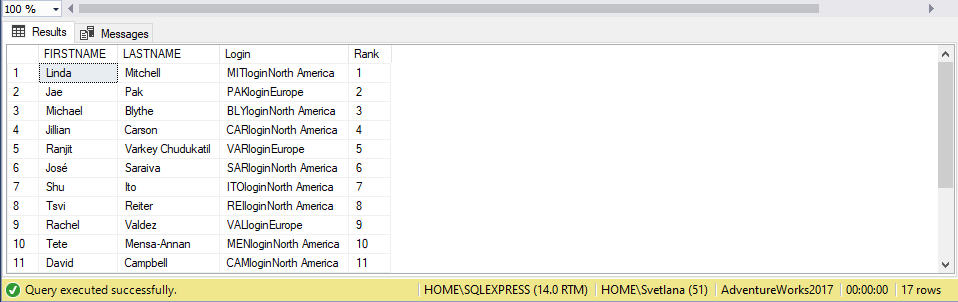 100 %
Results Messages
FIRSTNAME LASTNAME Login Rank
1 Linda Mitchell MITloginNorth America 1
2 Jae Pak PAKloginEurope 2
3 Michael Blythe BLYloginNorth America 3
4 Jillian Carson CARloginNorth America 4
5 Ranjit Varkey Chudukatil VARloginEurope 5
6 José Saraiva SARloginNorth America 6
7 Shu Ito ITOloginNorth America 7
8 Tsvi Reiter REIloginNorth America 8
9 Rachel Valdez VALloginEurope 9
10 Tete Mensa-Annan MENloginNorth America 10
11 David Campbell CAMloginNorth America 11
Query executed successfully. HOME\SQLEXPRESS (14.0 RTM) HOME\Svetlana (51) AdventureWorks2017 00:00:00 17 rows